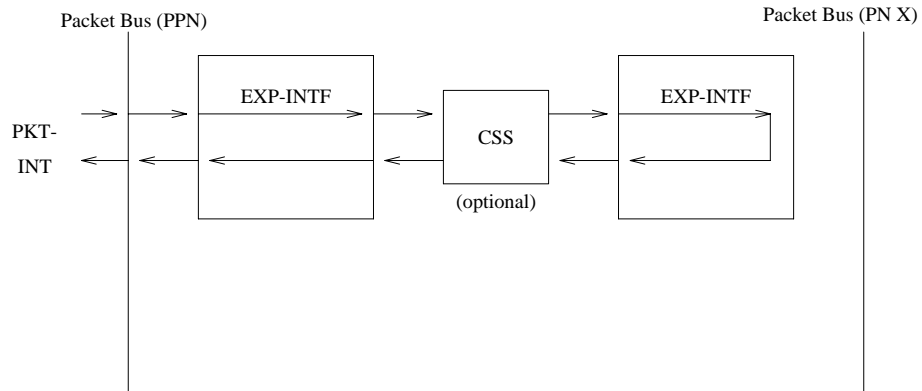 Packet Bus (PPN)
Packet Bus (PN X)
EXP-INTF
EXP-INTF
PKT-
INT
CSS
(optional)